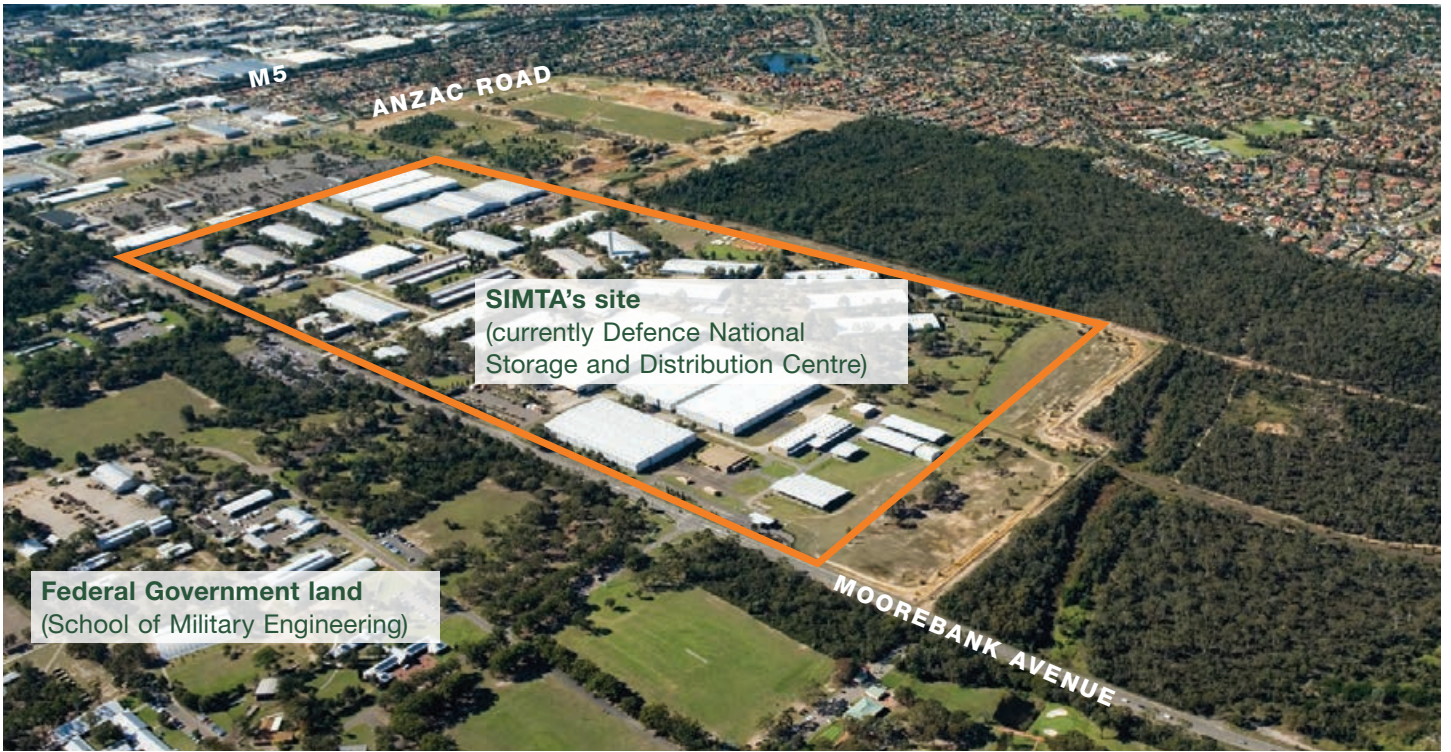 M5
ANZAC ROAD
SIMTA's site
(currently Defence National
Storage and Distribution Centre)
Federal Government land
(School of Military Engineering)
MOOREBANK AVENUE